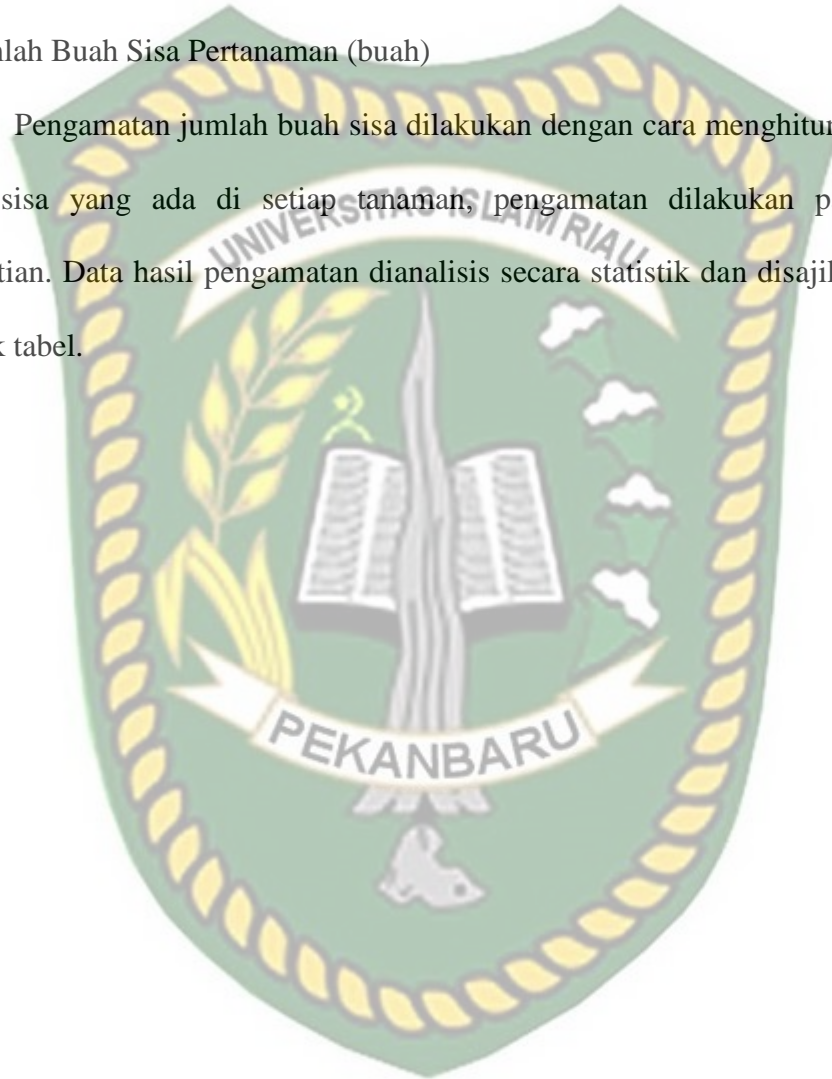 nlah Buah Sisa Pertanaman (buah)
Pengamatan jumlah buah sisa dilakukan dengan cara menghitun
sisa yang ada di setiap tanaman, pengamatan dilakukan p
tian. Data hasil pengamatan dianalisis secara statistik dan disajil
k tabel.
UNIVERSITAS ISLAM RIAU
PEKANBARU